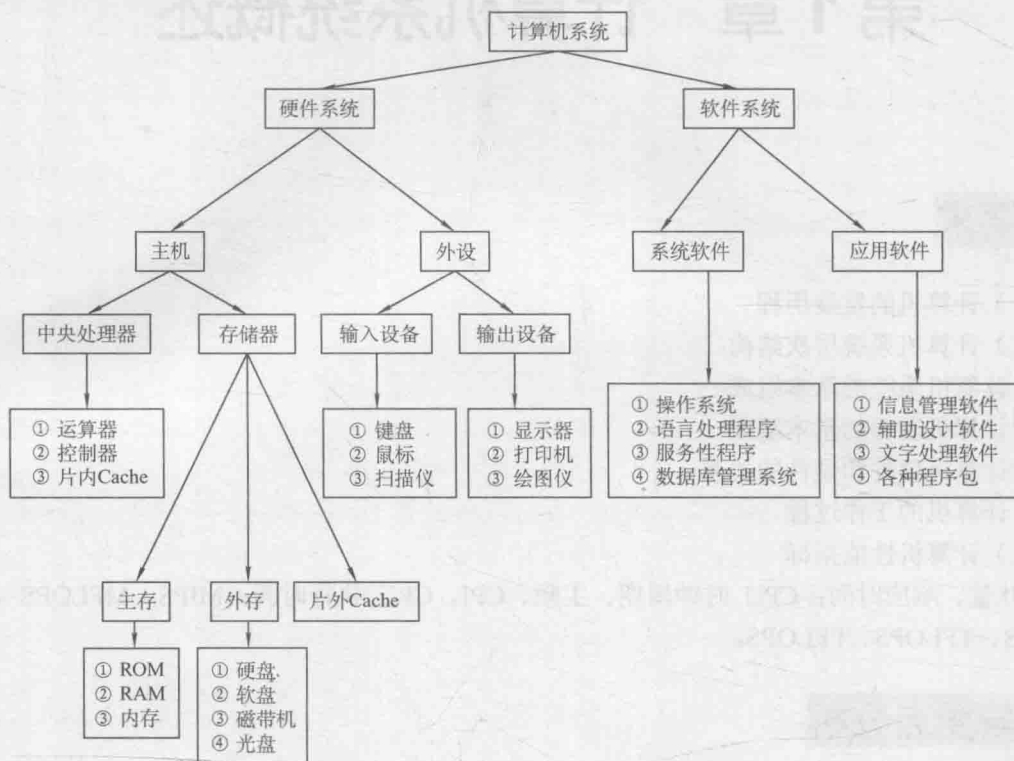 计算机系统
硬件系统
软件系统
主机
外设
系统软件
应用软件
中央处理器
存储器
输入设备
输出设备
① 运算器
② 控制器
③ 片内Cache
① 键盘
② 鼠标
③ 扫描仪
① 显示器
② 打印机
③ 绘图仪
① 操作系统
② 语言处理程序
③ 服务性程序
④ 数据库管理系统
① 信息管理软件
② 辅助设计软件
③ 文字处理软件
④ 各种程序包
主存
外存
片外Cache
① ROM
② RAM
③ 内存
① 硬盘
② 软盘
③ 磁带机
④ 光盘